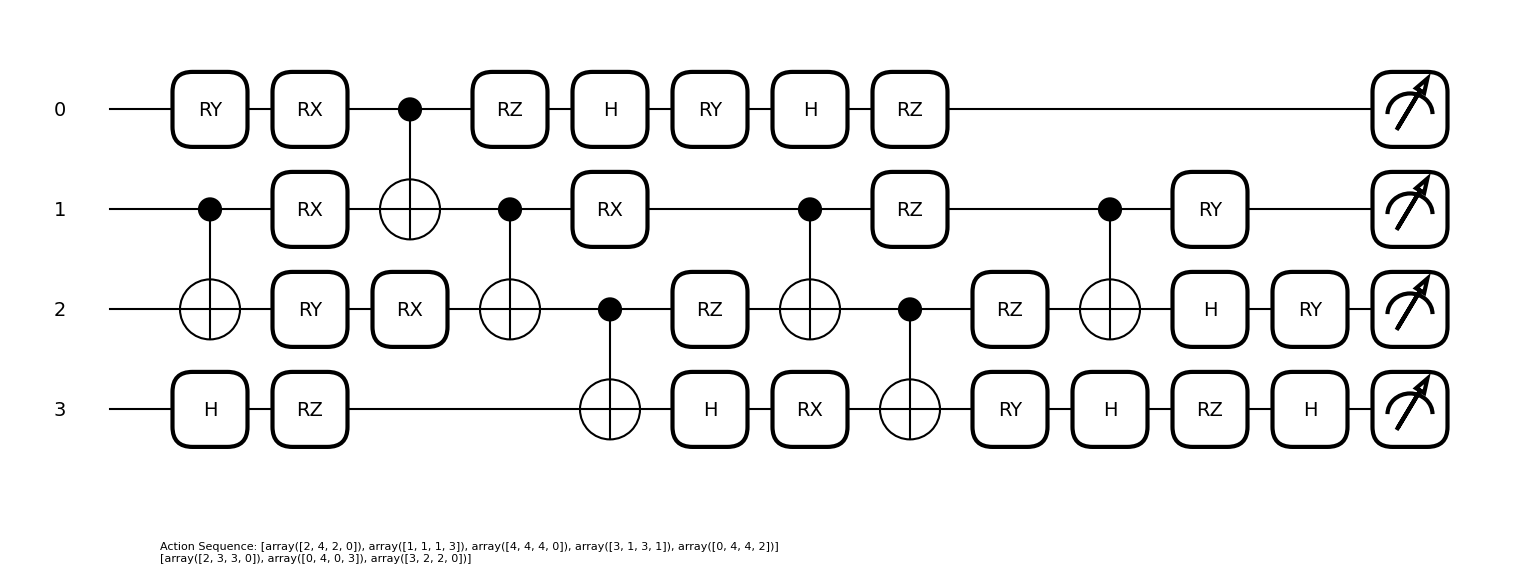 0 RY RX RZ H RY H RZ
1 RX RX RZ RY
2 RY RX RZ RZ H RY
3 H RZ H RX RY H RZ H
Action Sequence: [array([2, 4, 2, 0]), array([1, 1, 1, 3]), array([4, 4, 4, 0]), array([3, 1, 3, 1]), array([0, 4, 4, 2])]
[array([2, 3, 3, 0]), array([0, 4, 0, 3]), array([3, 2, 2, 0])]